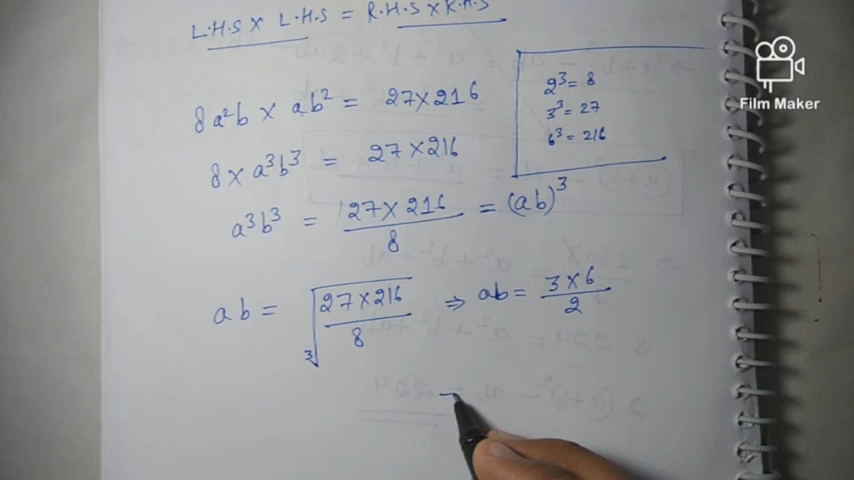 L.H.S × L.H.S = R.H.S × R.H.S
8a²b × ab² = 27×216
8 × a³b³ = 27 × 216
a³b³ = 27×216 / 8 = (ab)³
ab = ∛(27×216 / 8) ⇒ ab = 3×6 / 2
2³ = 8
3³ = 27
6³ = 216
Film Maker